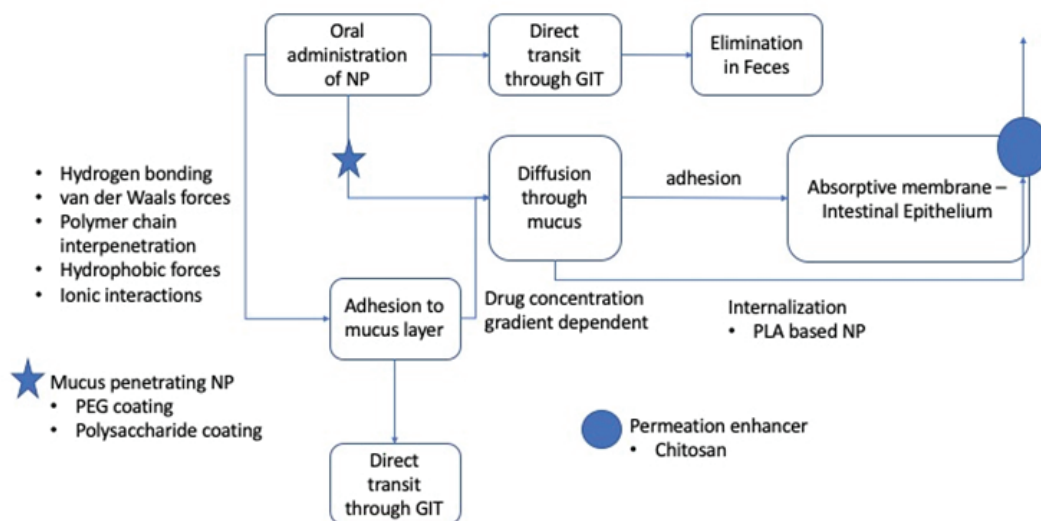 Oral
administration
of NP
Direct
transit
through GIT
Elimination
in Feces
• Hydrogen bonding
• van der Waals forces
• Polymer chain
interpenetration
• Hydrophobic forces
• Ionic interactions
Diffusion
through
mucus
adhesion
Absorptive membrane –
Intestinal Epithelium
Adhesion to
mucus layer
Drug concentration
gradient dependent
Internalization
• PLA based NP
Mucus penetrating NP
• PEG coating
• Polysaccharide coating
Direct
transit
through GIT
Permeation enhancer
• Chitosan